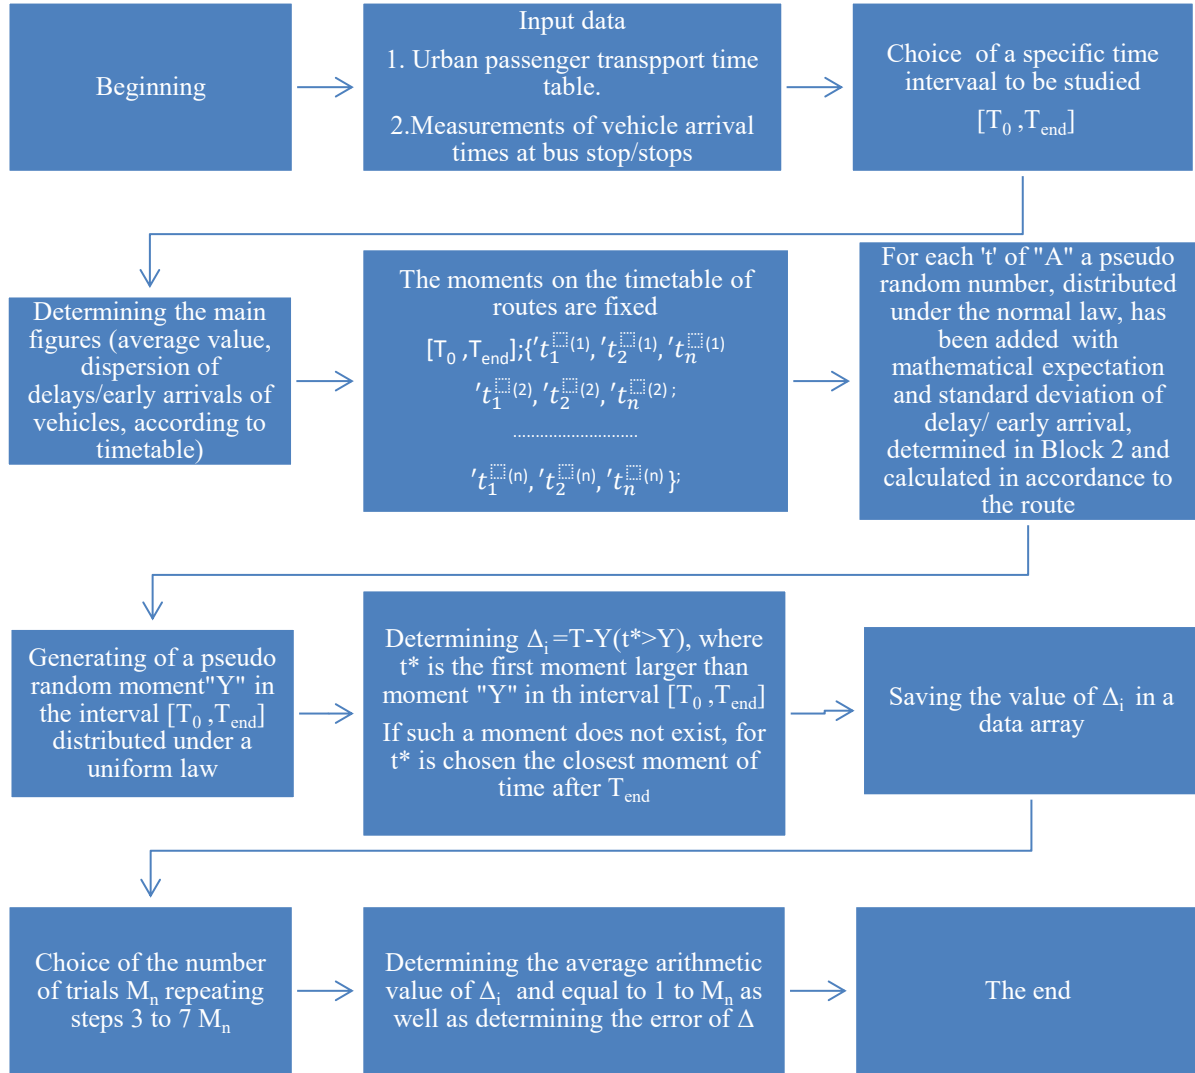 Beginning
Input data
1. Urban passenger transpport time
table.
2.Measurements of vehicle arrival
times at bus stop/stops
Choice of a specific time
intervaal to be studied
[T₀ ,Tₑₙd]
Determining the main
figures (average value,
dispersion of
delays/early arrivals of
vehicles, according to
timetable)
The moments on the timetable of
routes are fixed
[T₀ ,Tₑₙd];{′t₁⬚⁽¹⁾, ′t₂⬚⁽¹⁾, ′tₙ⬚⁽¹⁾
′t₁⬚⁽²⁾, ′t₂⬚⁽²⁾, ′tₙ⬚⁽²⁾ ;
............................
′t₁⬚⁽ⁿ⁾, ′t₂⬚⁽ⁿ⁾, ′tₙ⬚⁽ⁿ⁾ };
For each 't' of "A" a pseudo
random number, distributed
under the normal law, has
been added with
mathematical expectation
and standard deviation of
delay/ early arrival,
determined in Block 2 and
calculated in accordance to
the route
Generating of a pseudo
random moment"Y" in
the interval [T₀ ,Tₑₙd]
distributed under a
uniform law
Determining Δᵢ =T-Y(t*>Y), where
t* is the first moment larger than
moment "Y" in th interval [T₀ ,Tₑₙd]
If such a moment does not exist, for
t* is chosen the closest moment of
time after Tₑₙd
Saving the value of Δᵢ in a
data array
Choice of the number
of trials Mₙ repeating
steps 3 to 7 Mₙ
Determining the average arithmetic
value of Δᵢ and equal to 1 to Mₙ as
well as determining the error of Δ
The end